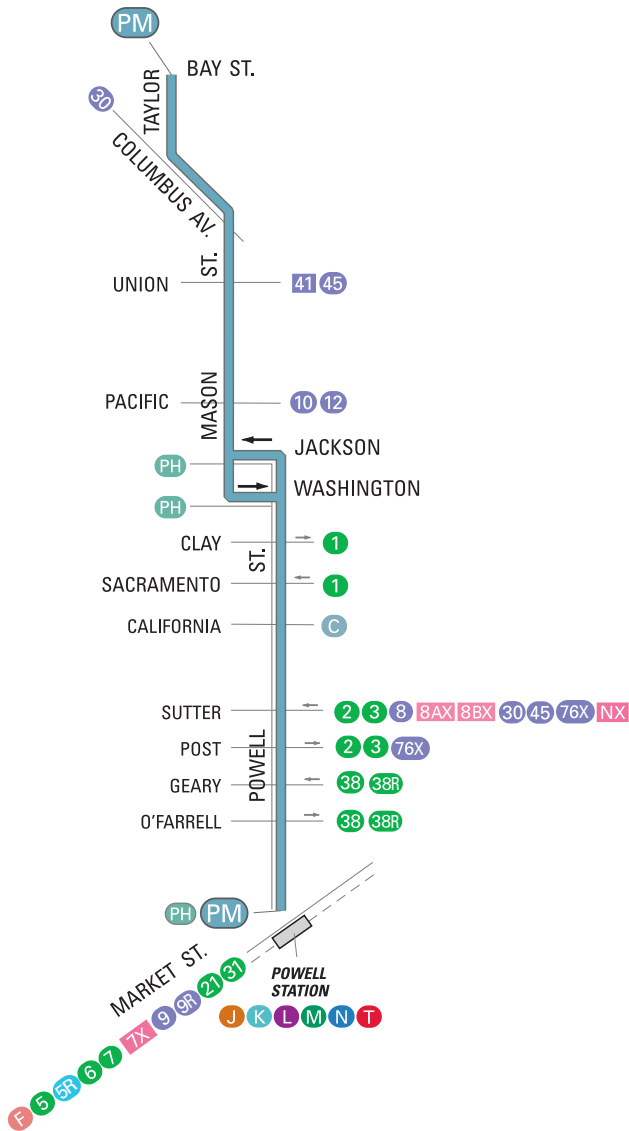 PM
BAY ST.
TAYLOR
30
COLUMBUS AV.
MASON ST.
UNION 41 45
PACIFIC 10 12
JACKSON
PH
WASHINGTON
PH
POWELL ST.
CLAY 1
SACRAMENTO 1
CALIFORNIA C
SUTTER 2 3 8 8AX 8BX 30 45 76X NX
POST 2 3 76X
GEARY 38 38R
O'FARRELL 38 38R
PH PM
MARKET ST.
F 5 5R 6 7 7X 9 9R 21 31
POWELL
STATION
J K L M N T